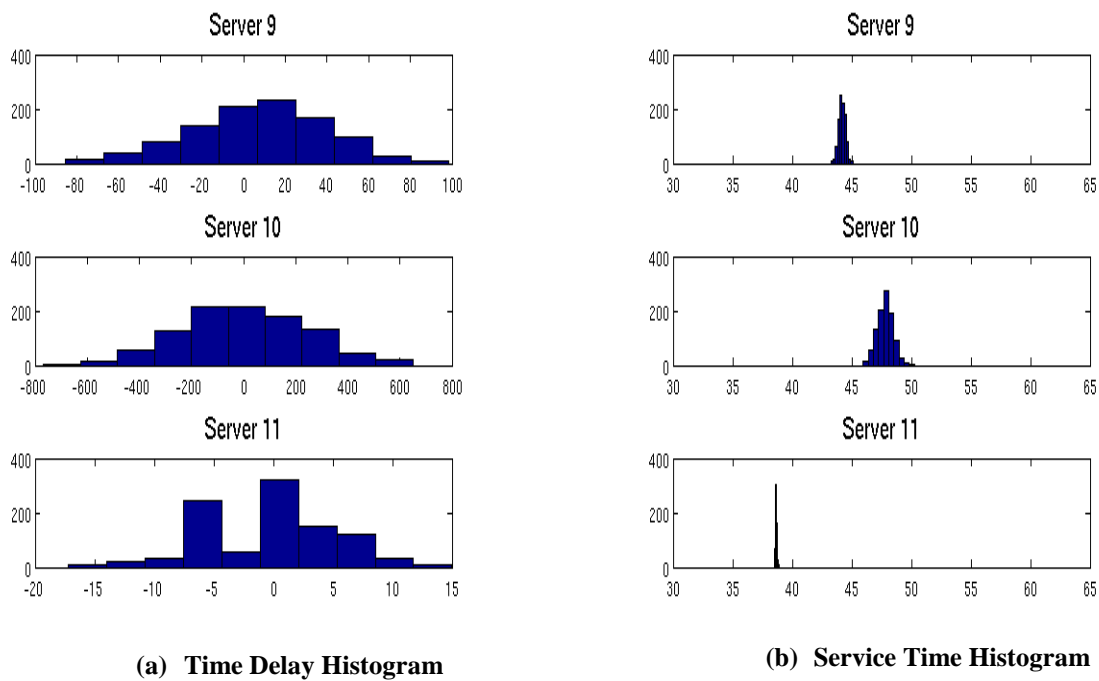 Server 9
400
200
0
-100 -80 -60 -40 -20 0 20 40 60 80 100
Server 10
400
200
0
-800 -600 -400 -200 0 200 400 600 800
Server 11
400
200
0
-20 -15 -10 -5 0 5 10 15
(a) Time Delay Histogram
Server 9
400
200
0
30 35 40 45 50 55 60 65
Server 10
400
200
0
30 35 40 45 50 55 60 65
Server 11
400
200
0
30 35 40 45 50 55 60 65
(b) Service Time Histogram